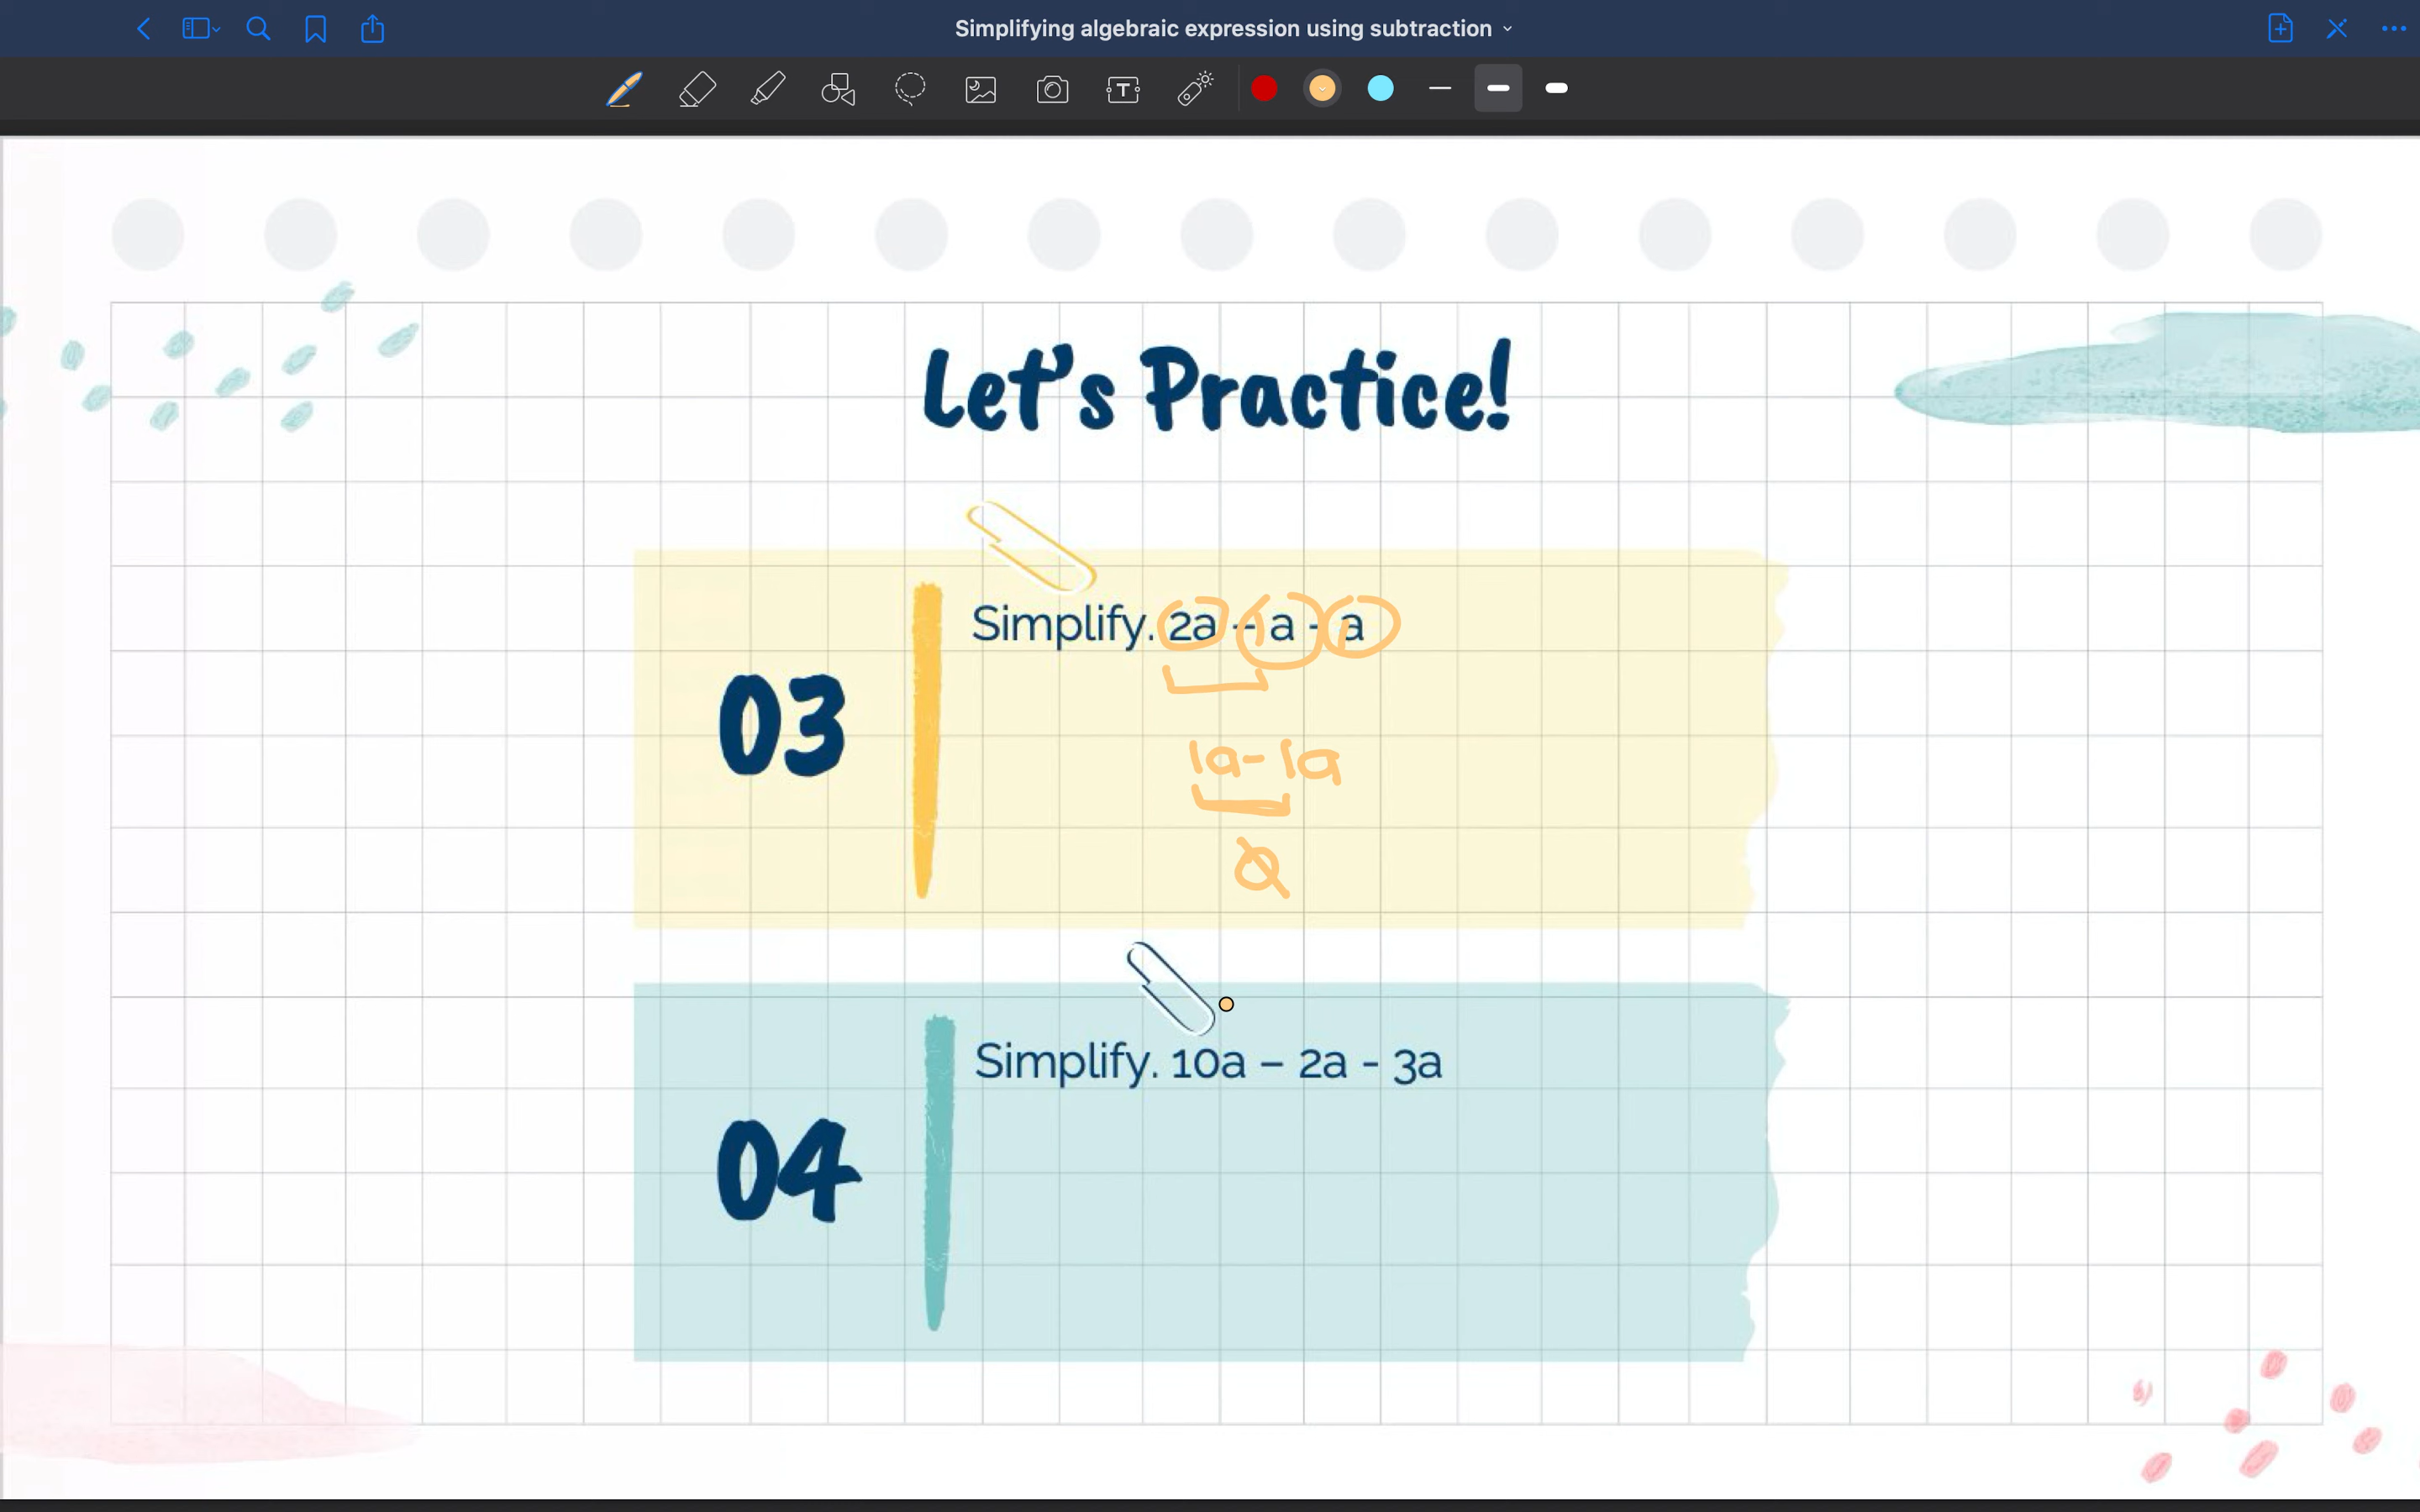 Simplifying algebraic expression using subtraction
Let's Practice!
Simplify. 2a – a - a
03
1a - 1a
0
Simplify. 10a – 2a - 3a
04